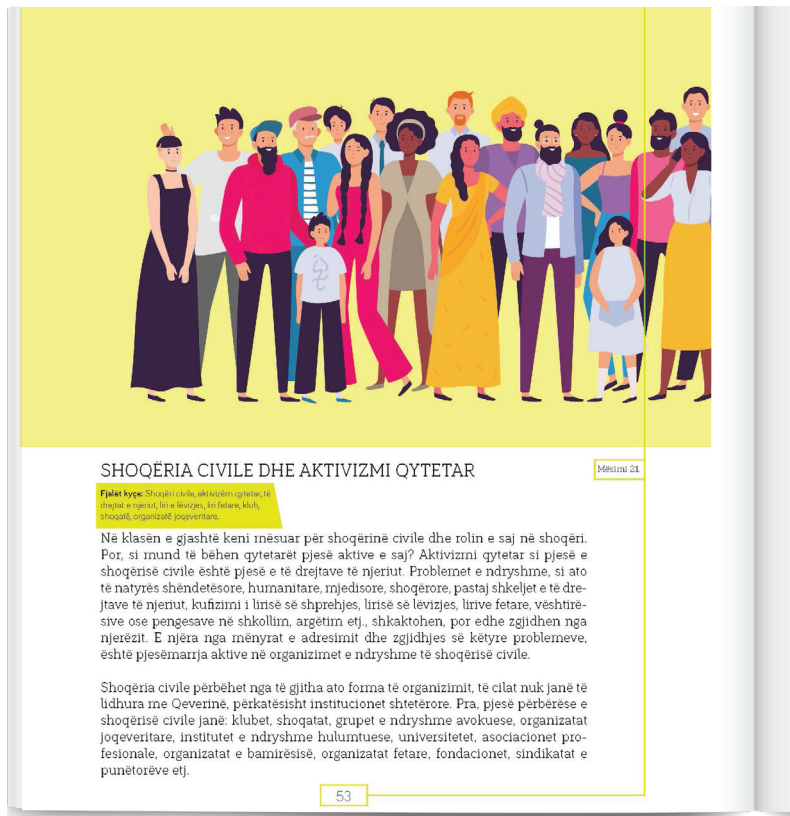 SHOQËRIA CIVILE DHE AKTIVIZMI QYTETAR
Mësimi 21
Fjalët kyçe: Shoqëri civile, aktivizëm qytetar, të
drejtat e njeriut, liri e lëvizjes, liri fetare, klub,
shoqatë, organizatë joqeveritare.
Në klasën e gjashtë keni mësuar për shoqërinë civile dhe rolin e saj në shoqëri.
Por, si mund të bëhen qytetarët pjesë aktive e saj? Aktivizmi qytetar si pjesë e
shoqërisë civile është pjesë e të drejtave të njeriut. Problemet e ndryshme, si ato
të natyrës shëndetësore, humanitare, mjedisore, shoqërore, pastaj shkeljet e të dre-
jtave të njeriut, kufizimi i lirisë së shprehjes, lirisë së lëvizjes, lirive fetare, vështirë-
sive ose pengesave në shkollim, argëtim etj., shkaktohen, por edhe zgjidhen nga
njerëzit. E njëra nga mënyrat e adresimit dhe zgjidhjes së këtyre problemeve,
është pjesëmarrja aktive në organizimet e ndryshme të shoqërisë civile.
Shoqëria civile përbëhet nga të gjitha ato forma të organizimit, të cilat nuk janë të
lidhura me Qeverinë, përkatësisht institucionet shtetërore. Pra, pjesë përbërëse e
shoqërisë civile janë: klubet, shoqatat, grupet e ndryshme avokuese, organizatat
joqeveritare, institutet e ndryshme hulumtuese, universitetet, asociacionet pro-
fesionale, organizatat e bamirësisë, organizatat fetare, fondacionet, sindikatat e
punëtorëve etj.
53